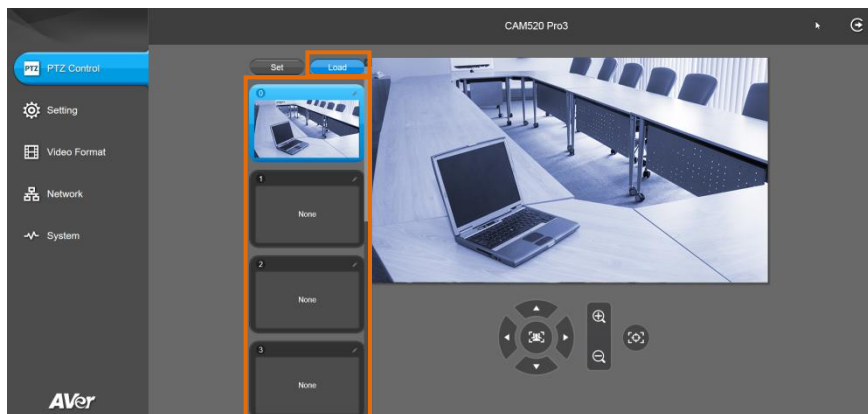 CAM520 Pro3
PTZ PTZ Control
Setting
Video Format
Network
System
AVer
Set Load
0
1
None
2
None
3
None